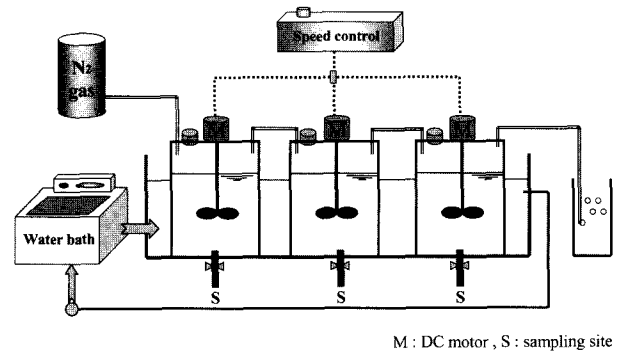 Speed control
N2
gas
M M M
Water bath
S S S
M : DC motor , S : sampling site